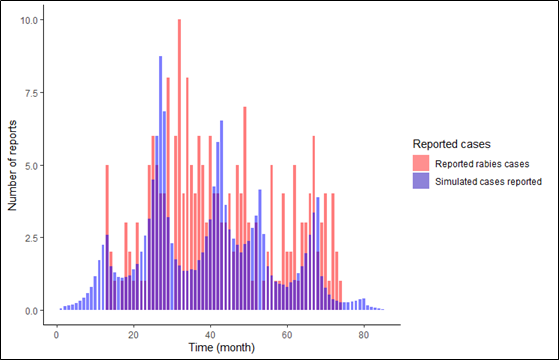 10.0
7.5
5.0
2.5
0.0
Number of reports
0 20 40 60 80
Time (month)
Reported cases
Reported rabies cases
Simulated cases reported